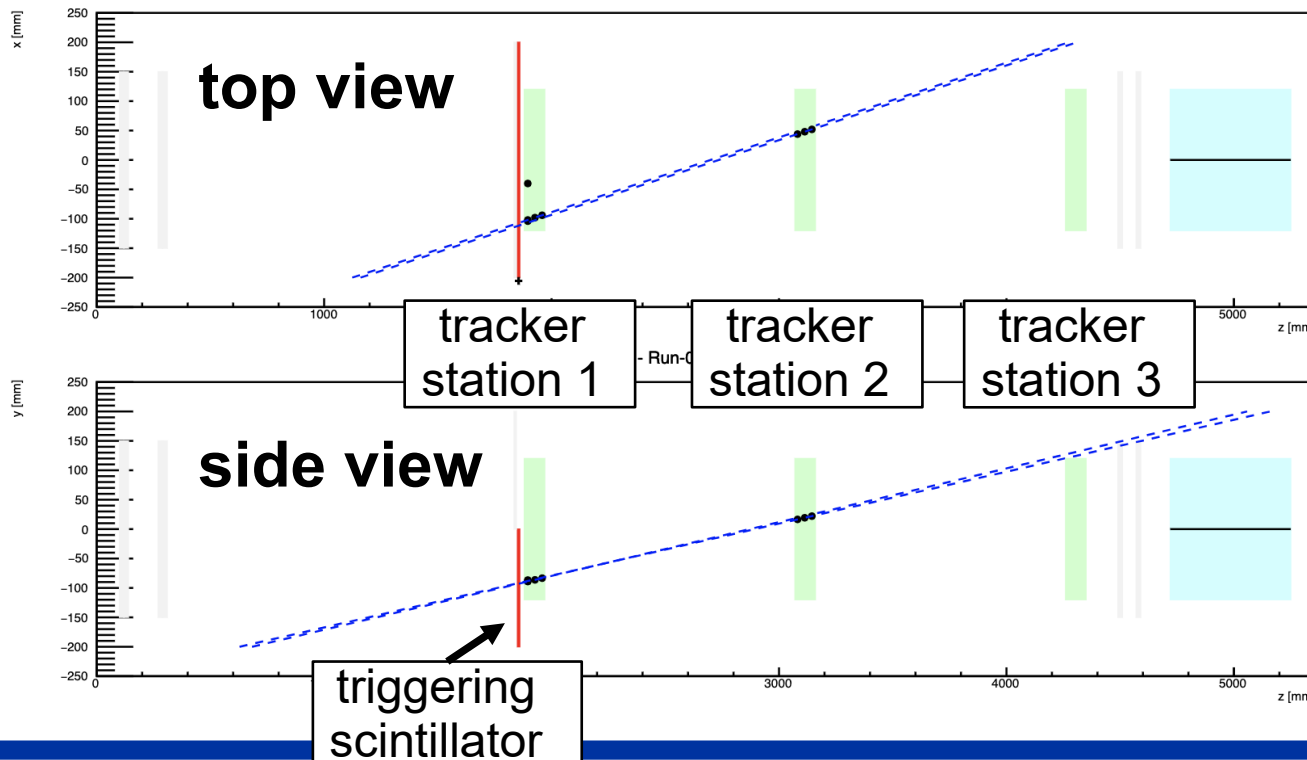 x [mm]
250
200
150
100
50
0
−50
−100
−150
−200
−250
top view
0
1000
5000
z [mm
tracker
station 1
tracker
station 2
tracker
station 3
- Run-0
y [mm]
250
200
150
100
50
0
−50
−100
−150
−200
−250
side view
0
3000
4000
5000
z [mm
triggering
scintillator